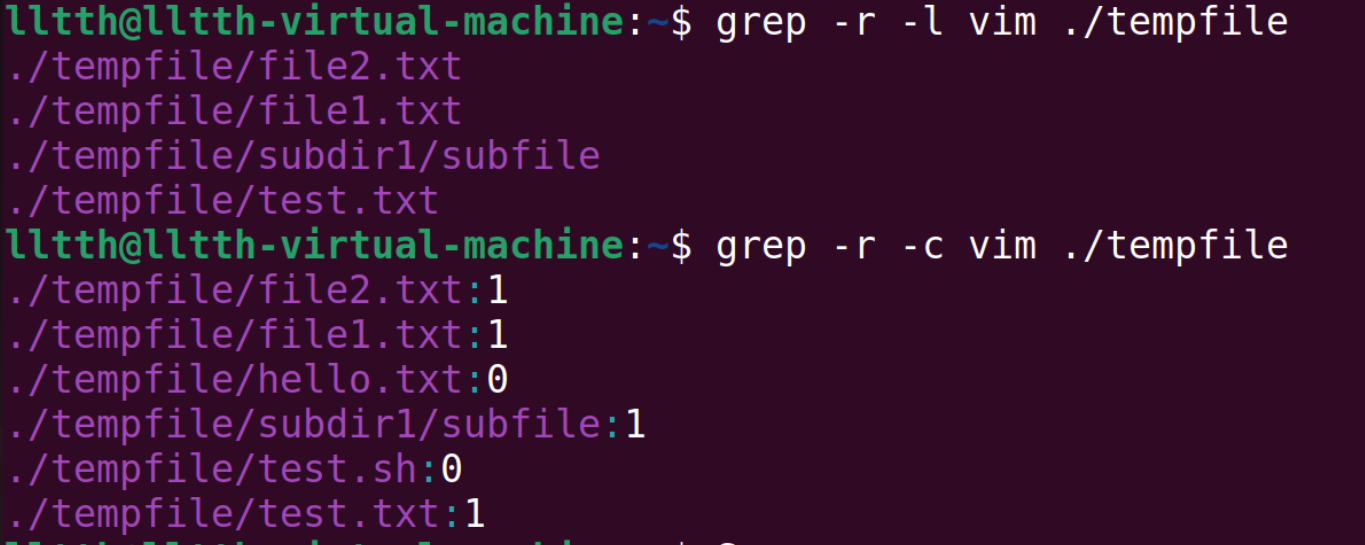 lltth@lltth-virtual-machine:~$ grep -r -l vim ./tempfile
./tempfile/file2.txt
./tempfile/file1.txt
./tempfile/subdir1/subfile
./tempfile/test.txt
lltth@lltth-virtual-machine:~$ grep -r -c vim ./tempfile
./tempfile/file2.txt:1
./tempfile/file1.txt:1
./tempfile/hello.txt:0
./tempfile/subdir1/subfile:1
./tempfile/test.sh:0
./tempfile/test.txt:1